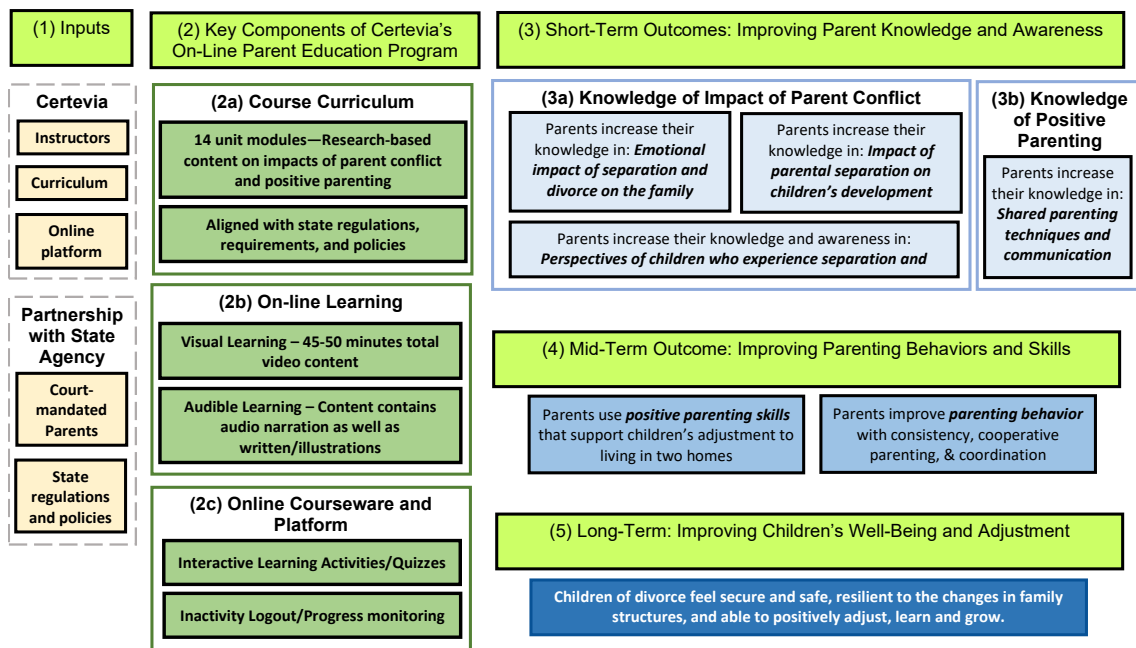 (1) Inputs
(2) Key Components of Certevia's
On-Line Parent Education Program
(3) Short-Term Outcomes: Improving Parent Knowledge and Awareness
Certevia
Instructors
Curriculum
Online
platform
Partnership
with State
Agency
Court-
mandated
Parents
State
regulations
and policies
(2a) Course Curriculum
14 unit modules—Research-based
content on impacts of parent conflict
and positive parenting
Aligned with state regulations,
requirements, and policies
(2b) On-line Learning
Visual Learning – 45-50 minutes total
video content
Audible Learning – Content contains
audio narration as well as
written/illustrations
(2c) Online Courseware and
Platform
Interactive Learning Activities/Quizzes
Inactivity Logout/Progress monitoring
(3a) Knowledge of Impact of Parent Conflict
Parents increase their
knowledge in: Emotional
impact of separation and
divorce on the family
Parents increase their
knowledge in: Impact of
parental separation on
children's development
Parents increase their knowledge and awareness in:
Perspectives of children who experience separation and
(3b) Knowledge
of Positive
Parenting
Parents increase
their knowledge in:
Shared parenting
techniques and
communication
(4) Mid-Term Outcome: Improving Parenting Behaviors and Skills
Parents use positive parenting skills
that support children's adjustment to
living in two homes
Parents improve parenting behavior
with consistency, cooperative
parenting, & coordination
(5) Long-Term: Improving Children's Well-Being and Adjustment
Children of divorce feel secure and safe, resilient to the changes in family
structures, and able to positively adjust, learn and grow.